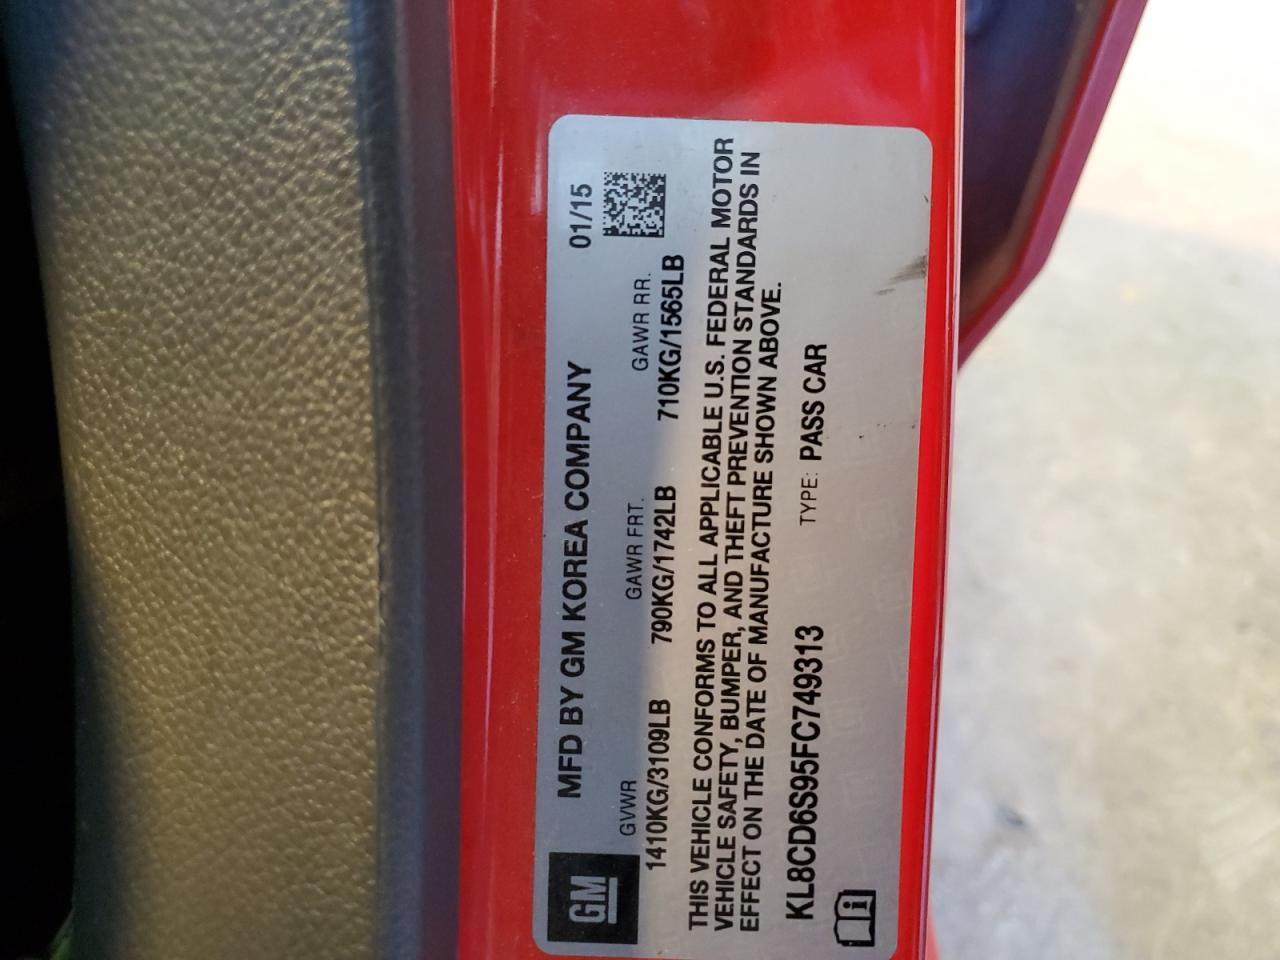 GM
MFD BY GM KOREA COMPANY 01/15
GVWR GAWR FRT. GAWR RR.
1410KG/3109LB 790KG/1742LB 710KG/1565LB
THIS VEHICLE CONFORMS TO ALL APPLICABLE U.S. FEDERAL MOTOR
VEHICLE SAFETY, BUMPER, AND THEFT PREVENTION STANDARDS IN
EFFECT ON THE DATE OF MANUFACTURE SHOWN ABOVE.
KL8CD6S95FC749313 TYPE: PASS CAR